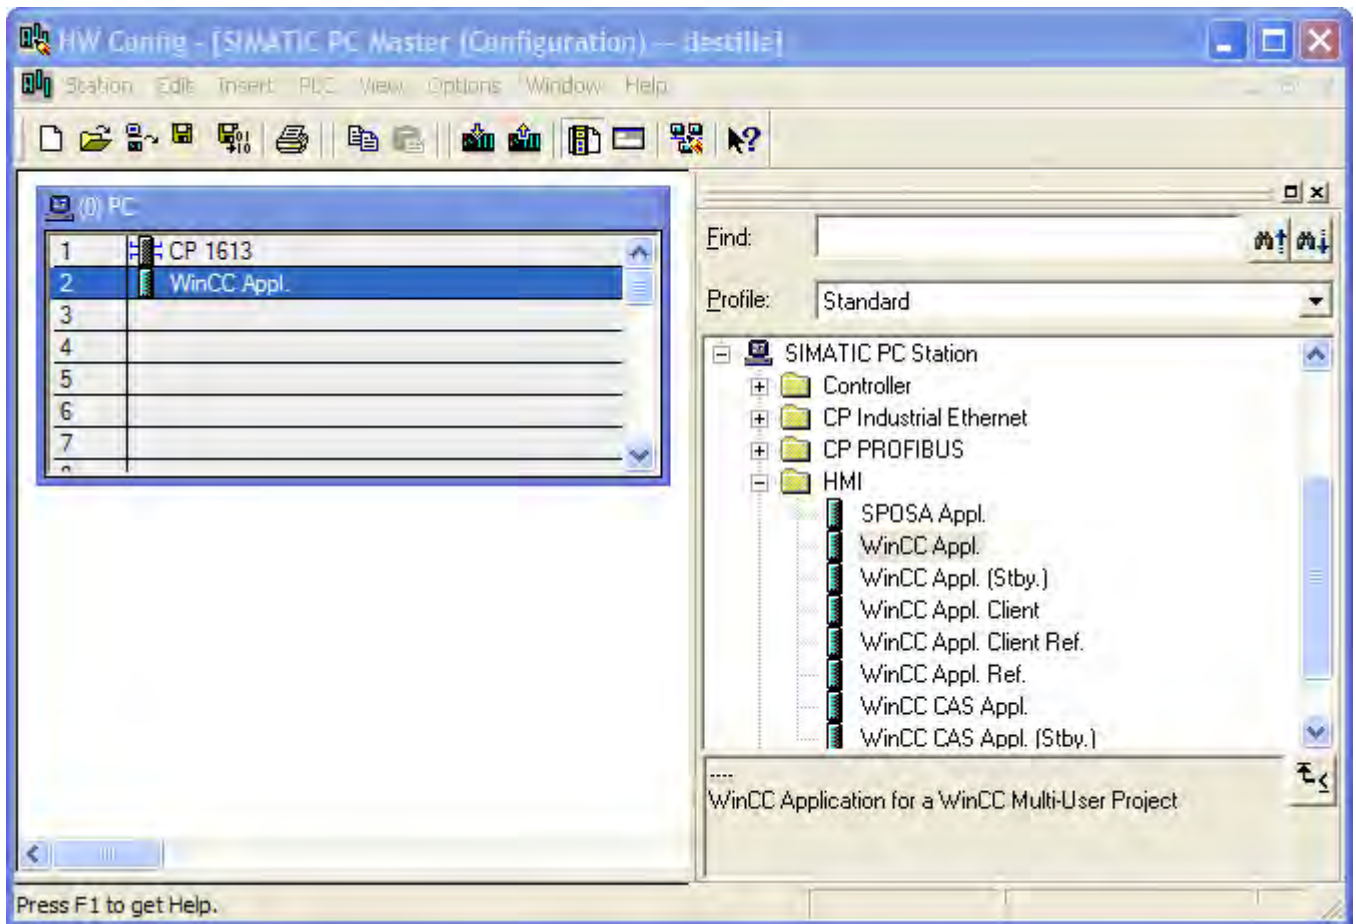 HW Config - [SIMATIC PC Master (Configuration) -- destille]
Station Edit Insert PLC View Options Window Help
(0) PC
1 CP 1613
2 WinCC Appl.
3
4
5
6
7
Find:
Profile: Standard
SIMATIC PC Station
Controller
CP Industrial Ethernet
CP PROFIBUS
HMI
SPOSA Appl.
WinCC Appl.
WinCC Appl. (Stby.)
WinCC Appl. Client
WinCC Appl. Client Ref.
WinCC Appl. Ref.
WinCC CAS Appl.
WinCC CAS Appl. (Stby.)
----
WinCC Application for a WinCC Multi-User Project
Press F1 to get Help.